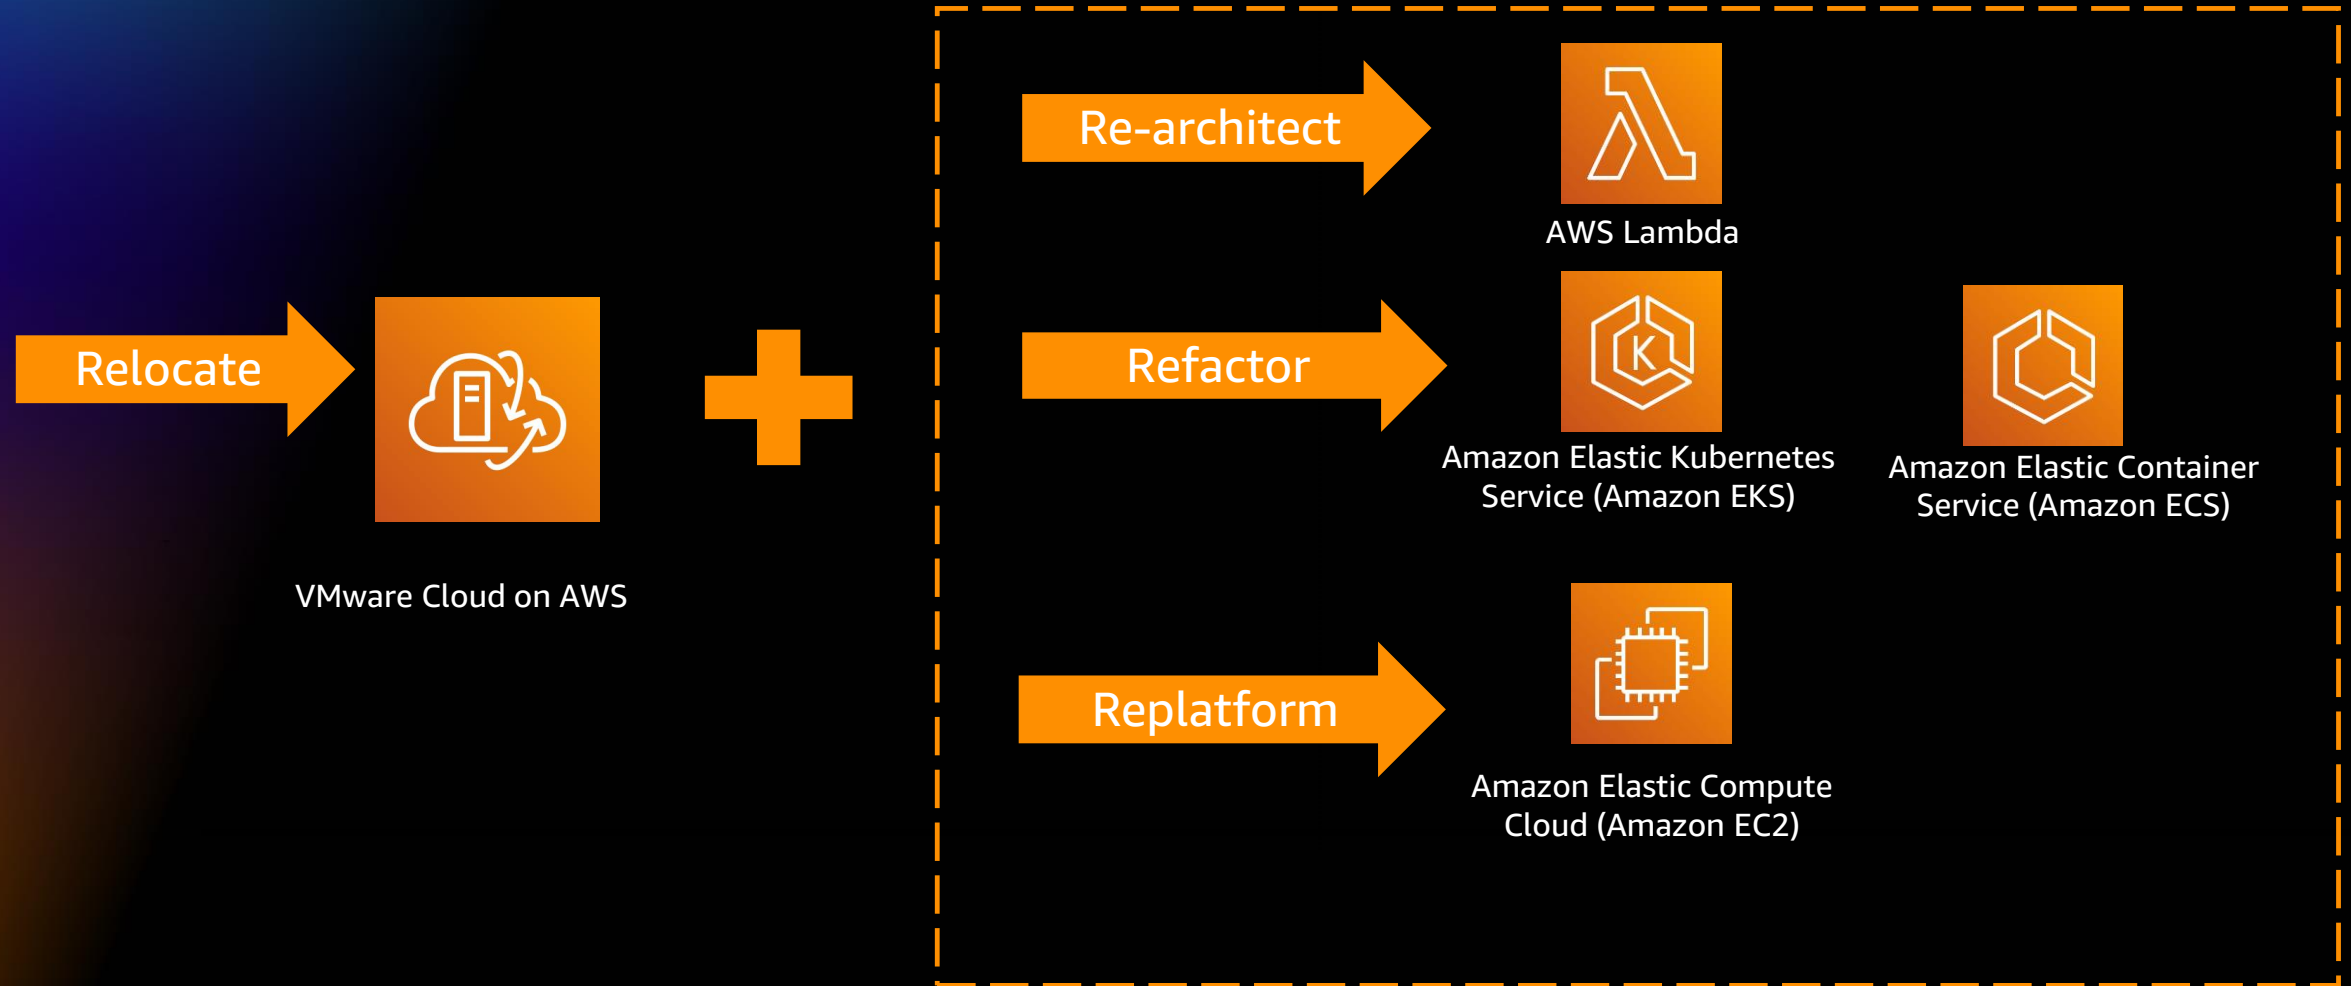 Relocate
VMware Cloud on AWS
Re-architect
AWS Lambda
Refactor
K
Amazon Elastic Kubernetes
Service (Amazon EKS)
Amazon Elastic Container
Service (Amazon ECS)
Replatform
Amazon Elastic Compute
Cloud (Amazon EC2)